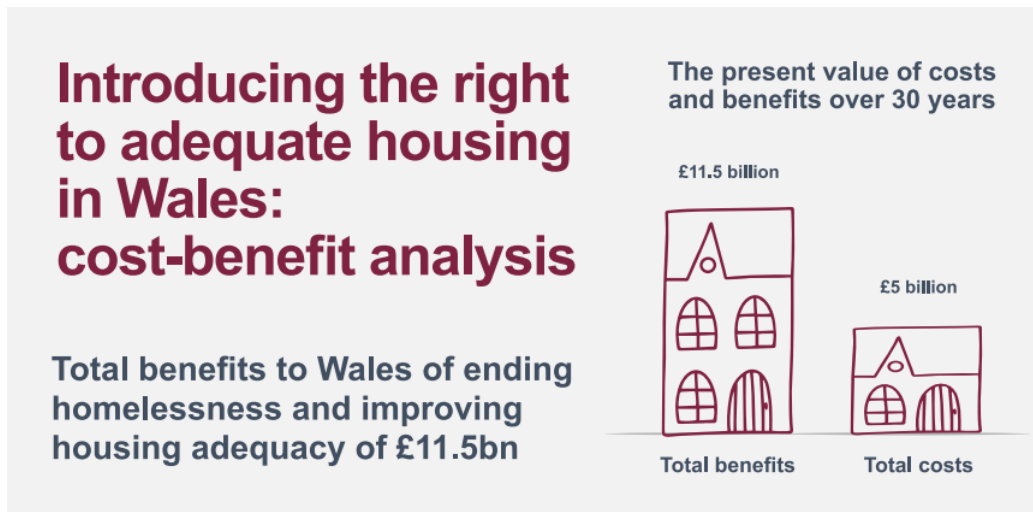 Introducing the right
to adequate housing
in Wales:
cost-benefit analysis
Total benefits to Wales of ending
homelessness and improving
housing adequacy of £11.5bn
The present value of costs
and benefits over 30 years
£11.5 billion
£5 billion
Total benefits
Total costs